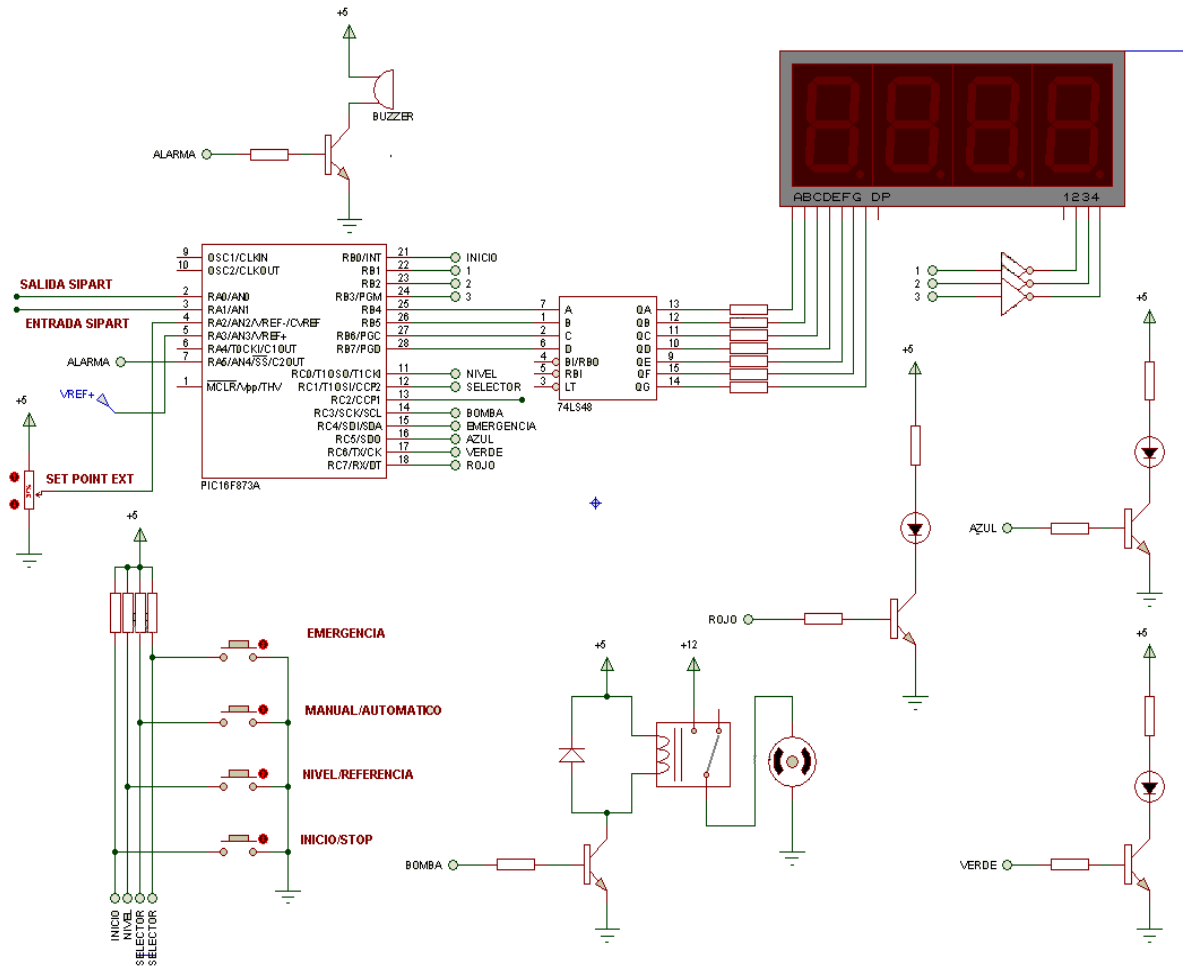 +5
BUZZER
ALARMA
ABCDEFG DP
1234
1
2
3
SALIDA SIPART
ENTRADA SIPART
ALARMA
VREF+
+5
SET POINT EXT
9 OSC1/CLKIN
10 OSC2/CLKOUT
2 RA0/AN0
3 RA1/AN1
4 RA2/AN2/VREF-/CVREF
5 RA3/AN3/VREF+
6 RA4/T0CKI/C1OUT
7 RA5/AN4/SS/C2OUT
1 MCLR/Vpp/THV
RB0/INT 21 INICIO
RB1 22 1
RB2 23 2
RB3/PGM 24 3
RB4 25
RB5 26
RB6/PGC 27
RB7/PGD 28
RC0/T1OSO/T1CKI 11 NIVEL
RC1/T1OSI/CCP2 12 SELECTOR
RC2/CCP1 13
RC3/SCK/SCL 14 BOMBA
RC4/SDI/SDA 15 EMERGENCIA
RC5/SDO 16 AZUL
RC6/TX/CK 17 VERDE
RC7/RX/DT 18 ROJO
PIC16F873A
7 A QA 13
1 B QB 12
2 C QC 11
6 D QD 10
4 BI/RBO QE 9
5 RBI QF 15
3 LT QG 14
74LS48
+5
+5
AZUL
ROJO
+5
EMERGENCIA
MANUAL/AUTOMATICO
NIVEL/REFERENCIA
INICIO/STOP
INICIO
NIVEL
SELECTOR
SELECTOR
+5
+12
BOMBA
+5
VERDE